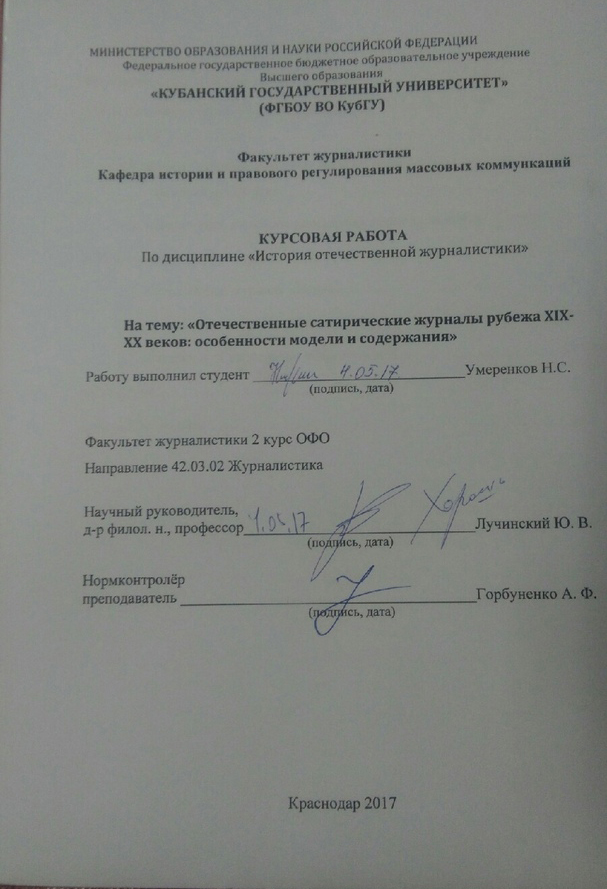 МИНИСТЕРСТВО ОБРАЗОВАНИЯ И НАУКИ РОССИЙСКОЙ ФЕДЕРАЦИИ
Федеральное государственное бюджетное образовательное учреждение
Высшего образования
«КУБАНСКИЙ ГОСУДАРСТВЕННЫЙ УНИВЕРСИТЕТ»
(ФГБОУ ВО КубГУ)
Факультет журналистики
Кафедра истории и правового регулирования массовых коммуникаций
КУРСОВАЯ РАБОТА
По дисциплине «История отечественной журналистики»
На тему: «Отечественные сатирические журналы рубежа XIX-
XX веков: особенности модели и содержания»
Работу выполнил студент 4.05.17 Умеренков Н.С.
(подпись, дата)
Факультет журналистики 2 курс ОФО
Направление 42.03.02 Журналистика
Научный руководитель, Хорошо
д-р филол. н., профессор Лучинский Ю. В.
(подпись, дата)
Нормконтролёр
преподаватель Горбуненко А. Ф.
(подпись, дата)
Краснодар 2017